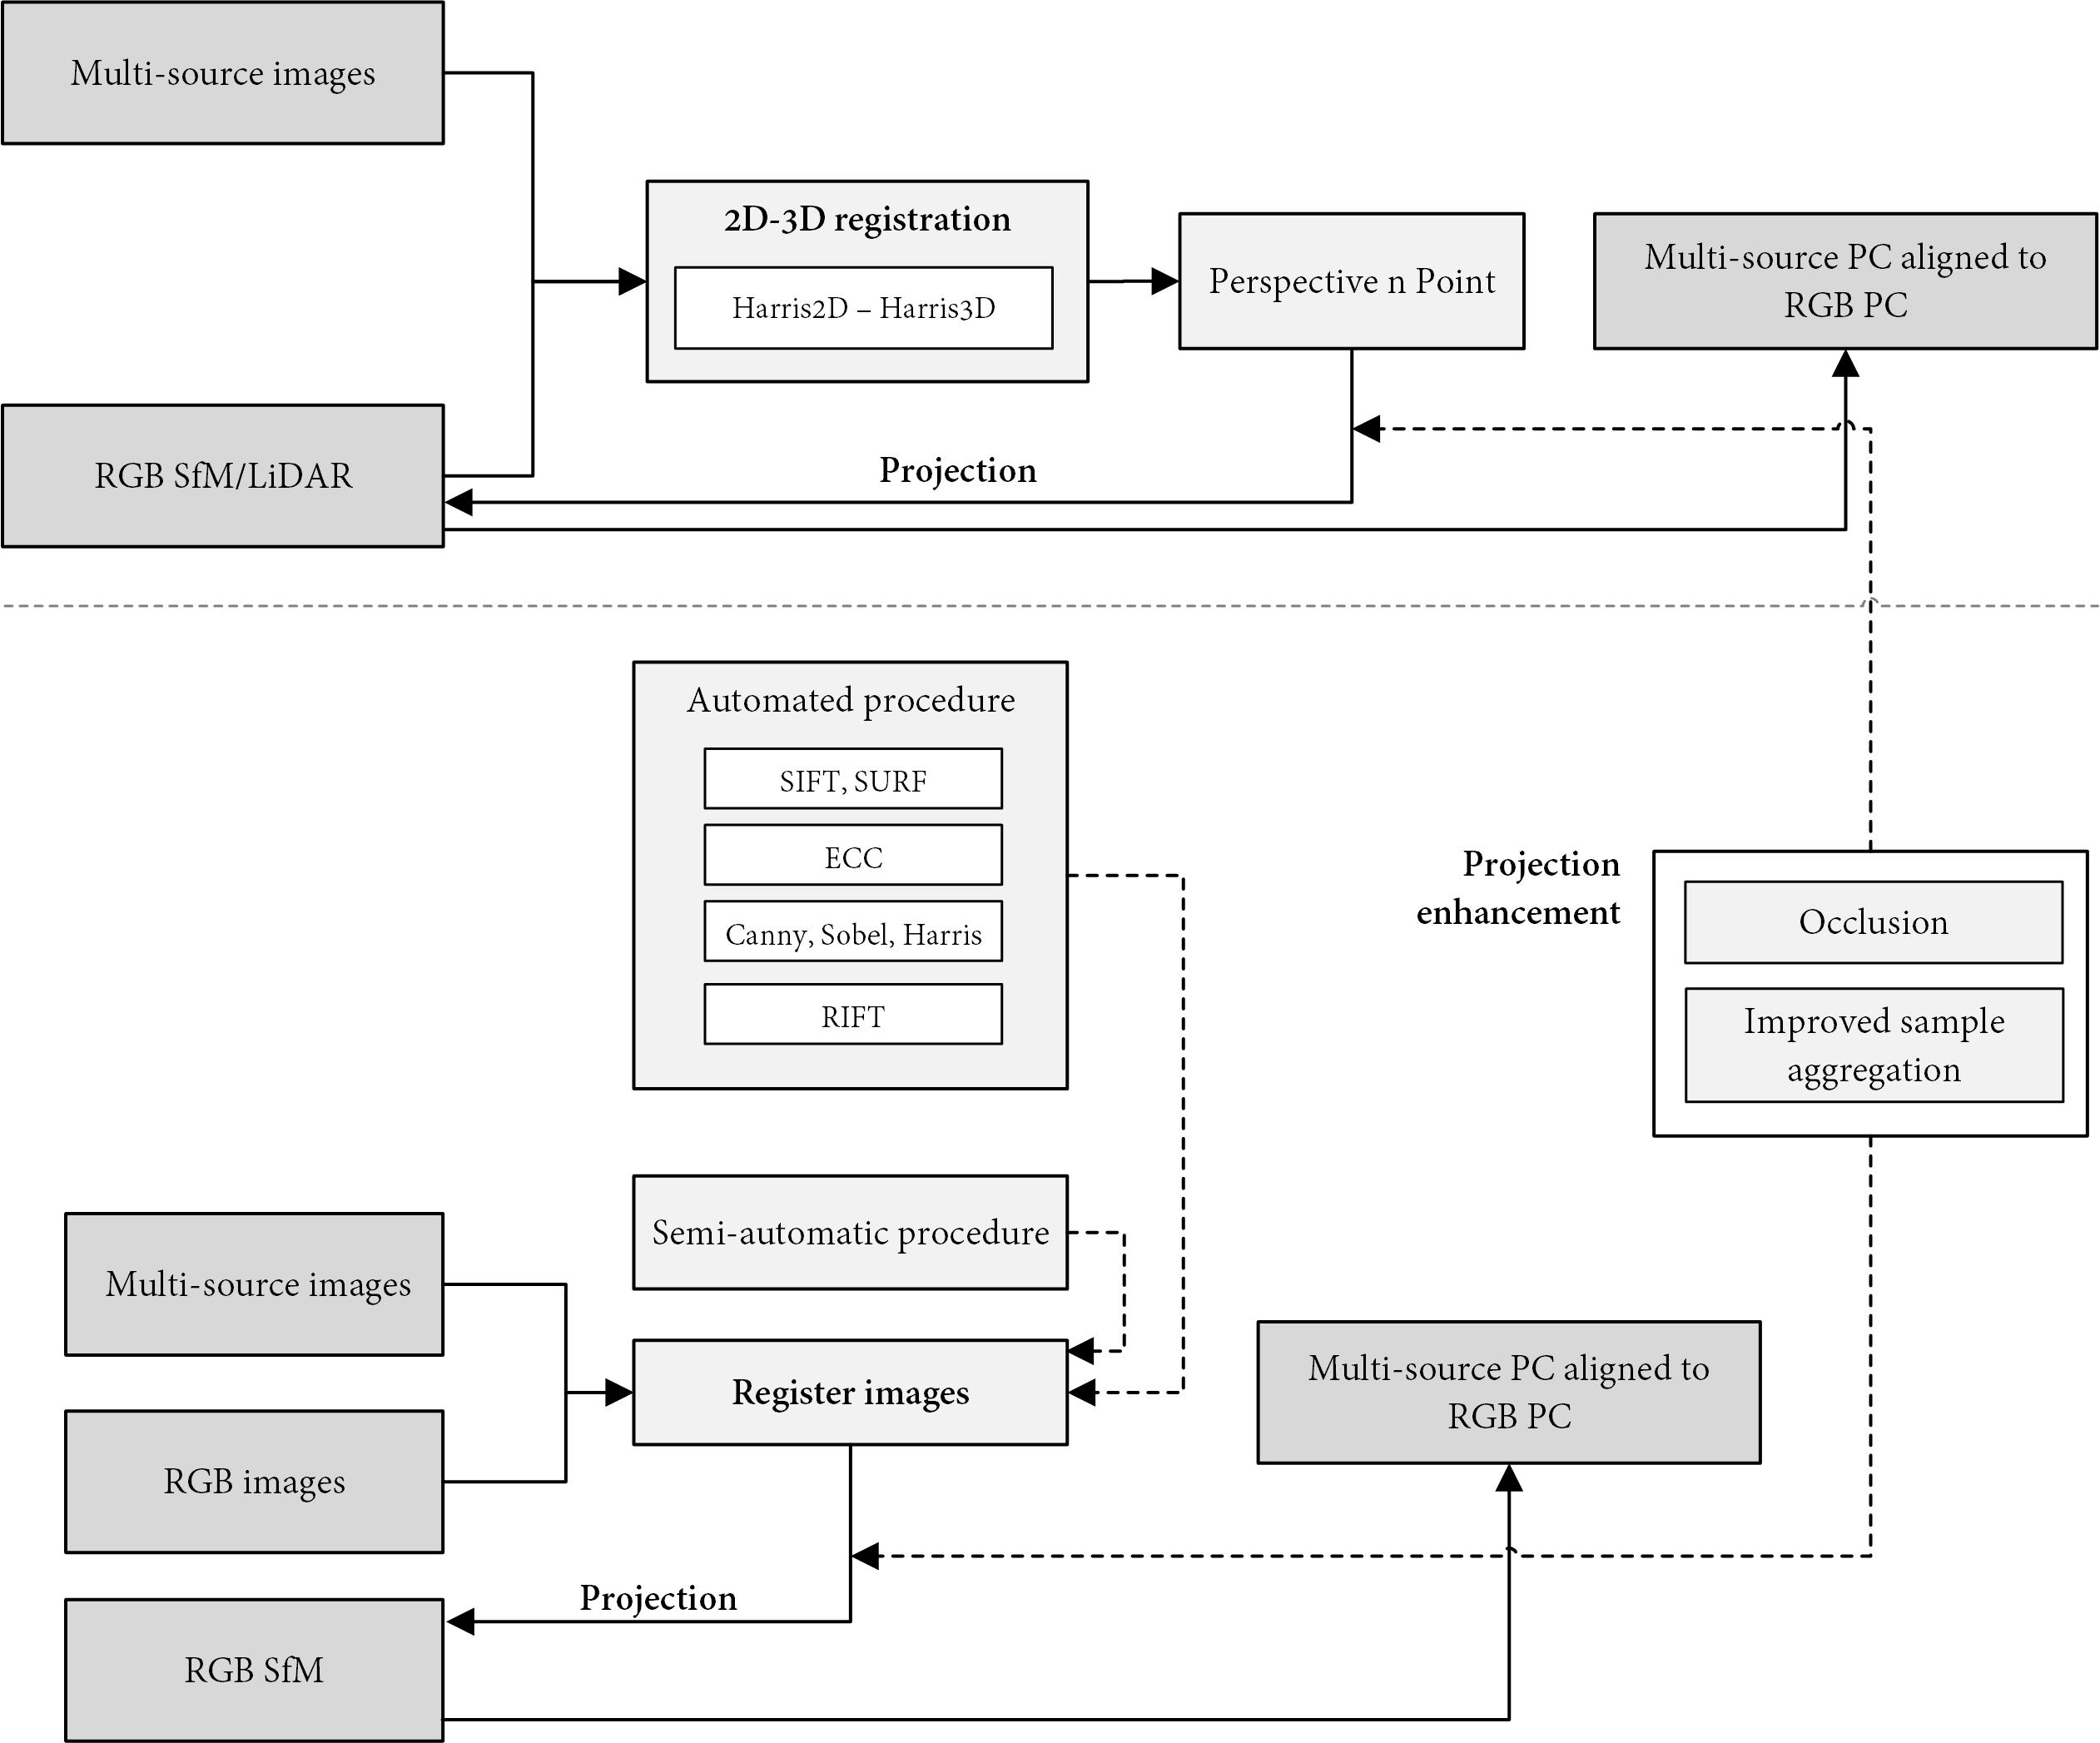 Multi-source images
2D-3D registration
Harris2D – Harris3D
Perspective n Point
Multi-source PC aligned to
RGB PC
RGB SfM/LiDAR
Projection
Automated procedure
SIFT, SURF
ECC
Canny, Sobel, Harris
RIFT
Projection
enhancement
Occlusion
Improved sample
aggregation
Semi-automatic procedure
Multi-source images
RGB images
Register images
Multi-source PC aligned to
RGB PC
Projection
RGB SfM